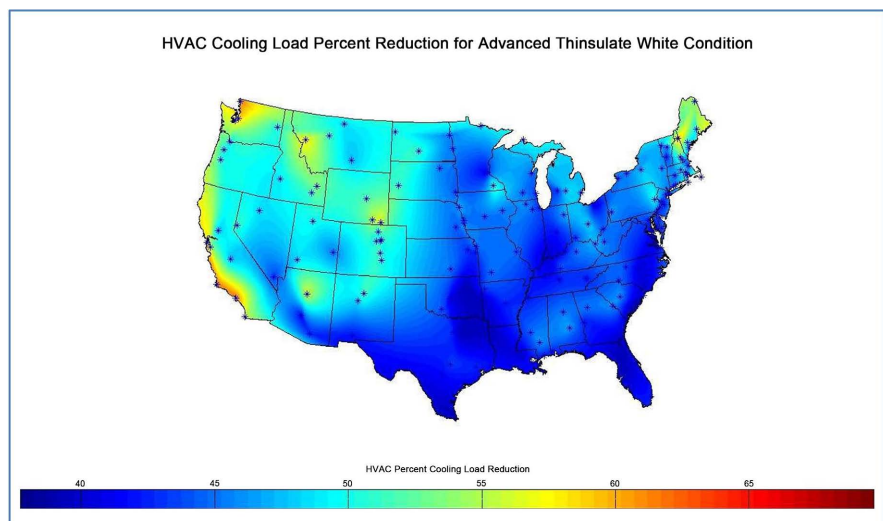 HVAC Cooling Load Percent Reduction for Advanced Thinsulate White Condition
HVAC Percent Cooling Load Reduction
40 45 50 55 60 65